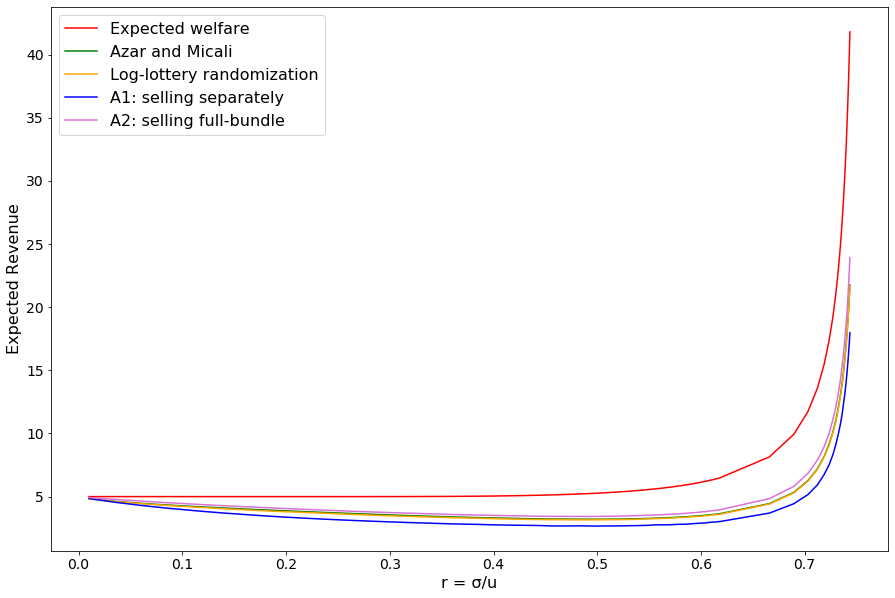 Expected welfare
Azar and Micali
Log-lottery randomization
A1: selling separately
A2: selling full-bundle
40
35
30
25
20
15
10
5
Expected Revenue
0.0 0.1 0.2 0.3 0.4 0.5 0.6 0.7
r = σ/u